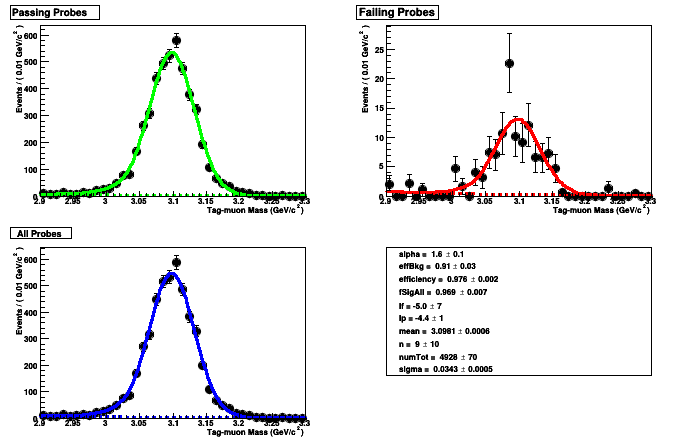 Passing Probes
Events / ( 0.01 GeV/c² )
600
500
400
300
200
100
0
2.9 2.95 3 3.05 3.1 3.15 3.2 3.25 3.3
Tag-muon Mass (GeV/c²)
Failing Probes
Events / ( 0.01 GeV/c² )
25
20
15
10
5
0
2.9 2.95 3 3.05 3.1 3.15 3.2 3.25 3.3
Tag-muon Mass (GeV/c²)
All Probes
Events / ( 0.01 GeV/c² )
600
500
400
300
200
100
0
2.9 2.95 3 3.05 3.1 3.15 3.2 3.25 3.3
Tag-muon Mass (GeV/c²)
alpha = 1.6 ± 0.1
effBkg = 0.91 ± 0.03
efficiency = 0.976 ± 0.002
fSigAll = 0.969 ± 0.007
lf = -5.0 ± 7
lp = -4.4 ± 1
mean = 3.0981 ± 0.0006
n = 9 ± 10
numTot = 4928 ± 70
sigma = 0.0343 ± 0.0005